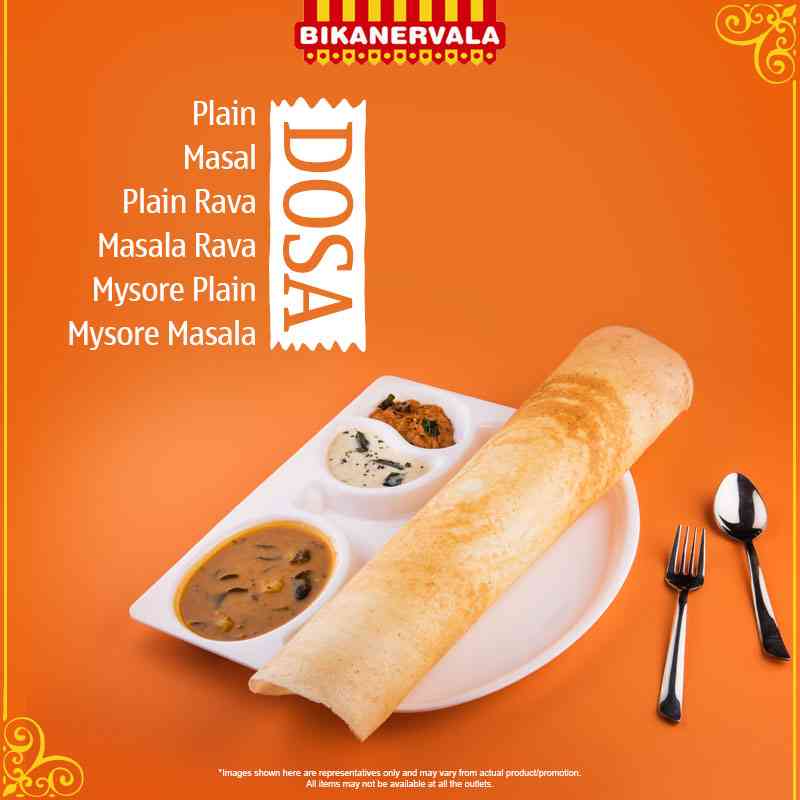 BIKANERVALA
Plain
Masal
Plain Rava
Masala Rava
Mysore Plain
Mysore Masala
DOSA
*Images shown here are representatives only and may vary from actual product/promotion.
All items may not be available at all the outlets.